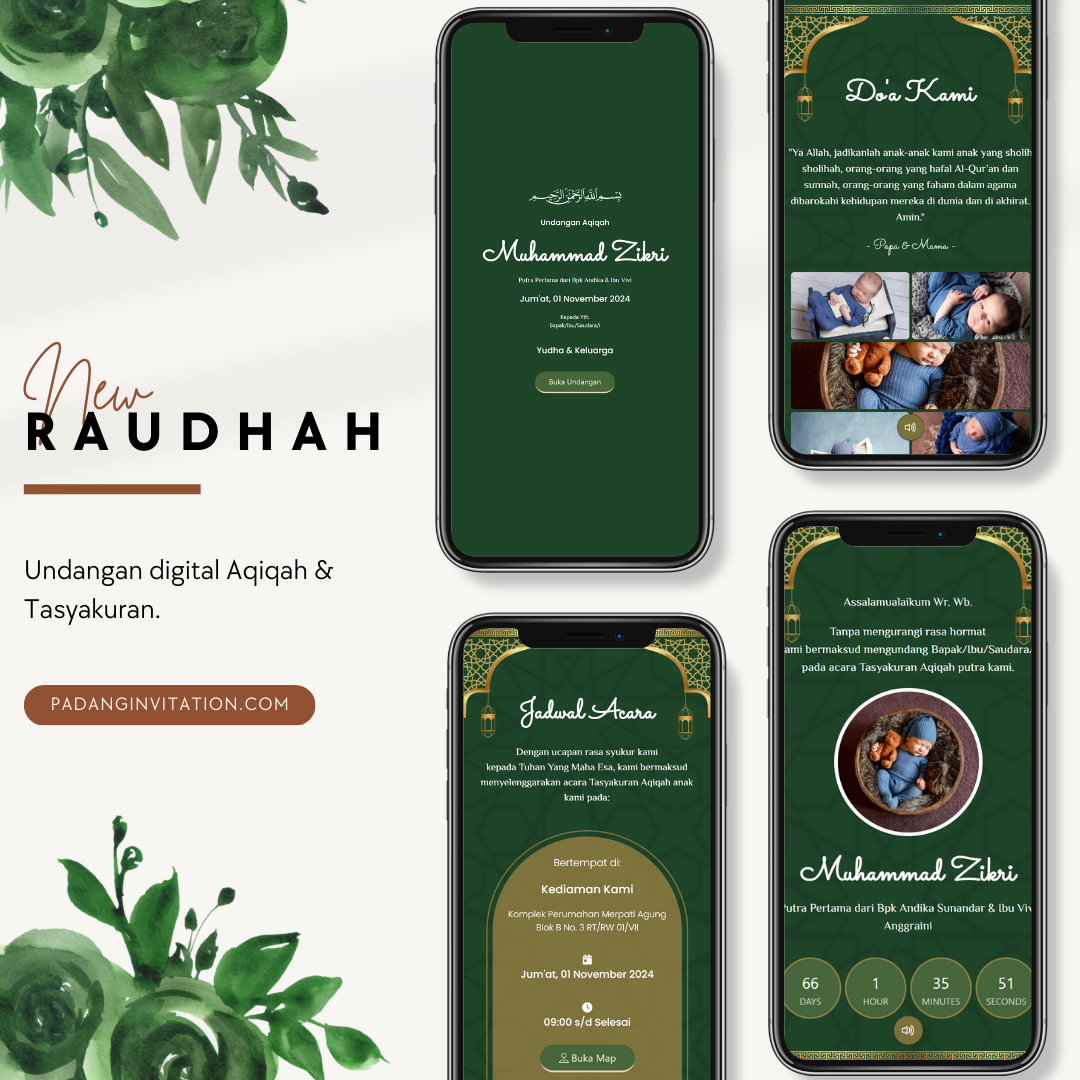 New
RAUDHAH
Undangan digital Aqiqah &
Tasyakuran.
PADANGINVITATION.COM
بسم الله الرحمن الرحيم
Undangan Aqiqah
Muhammad Zikri
Putra Pertama dari Bpk Andika & Ibu Vivi
Jum'at, 01 November 2024
Kepada Yth.
Bapak/Ibu/Saudara/i
Yudha & Keluarga
Buka Undangan
Do'a Kami
"Ya Allah, jadikanlah anak-anak kami anak yang sholih
sholihah, orang-orang yang hafal Al-Qur'an dan
sunnah, orang-orang yang faham dalam agama
dibarokahi kehidupan mereka di dunia dan di akhirat.
Amin."
- Papa & Mama -
Jadwal Acara
Dengan ucapan rasa syukur kami
kepada Tuhan Yang Maha Esa, kami bermaksud
menyelenggarakan acara Tasyakuran Aqiqah anak
kami pada:
Bertempat di:
Kediaman Kami
Komplek Perumahan Merpati Agung
Blok B No. 3 RT/RW 01/VII
Jum'at, 01 November 2024
09:00 s/d Selesai
Buka Map
Assalamualaikum Wr. Wb.
Tanpa mengurangi rasa hormat
ami bermaksud mengundang Bapak/Ibu/Saudara/
pada acara Tasyakuran Aqiqah putra kami.
Muhammad Zikri
Putra Pertama dari Bpk Andika Sunandar & Ibu Viv
Anggraini
66 1 35 51
DAYS HOUR MINUTES SECONDS